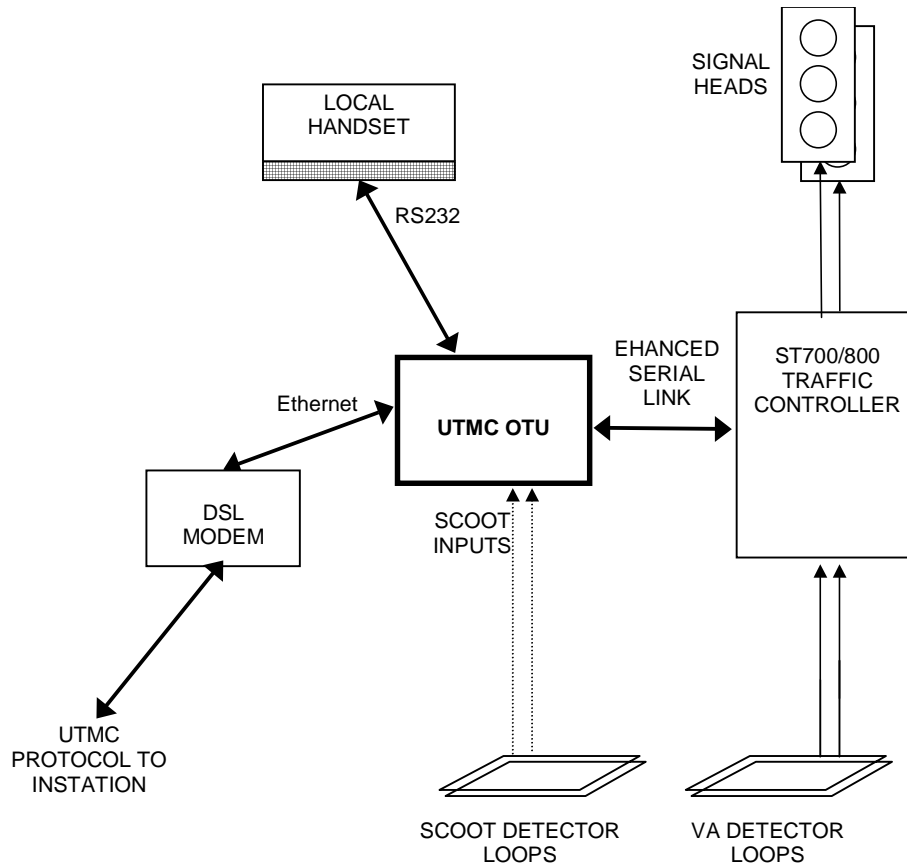 SIGNAL
HEADS
LOCAL
HANDSET
RS232
EHANCED
SERIAL
LINK
ST700/800
TRAFFIC
CONTROLLER
Ethernet
UTMC OTU
DSL
MODEM
SCOOT
INPUTS
UTMC
PROTOCOL TO
INSTATION
SCOOT DETECTOR
LOOPS
VA DETECTOR
LOOPS